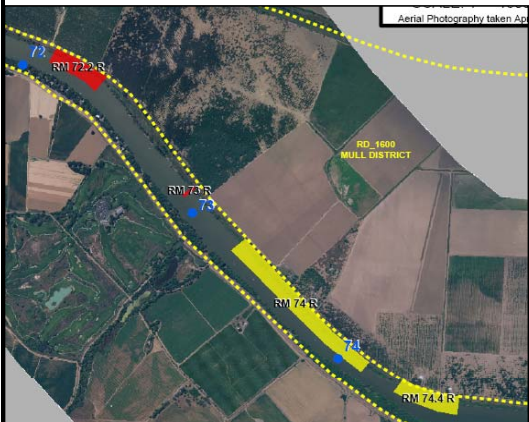 Aerial Photography taken Apr
72
RM 72.2 R
RD_1600
MULL DISTRICT
RM 73 R
73
RM 74 R
74
RM 74.4 R